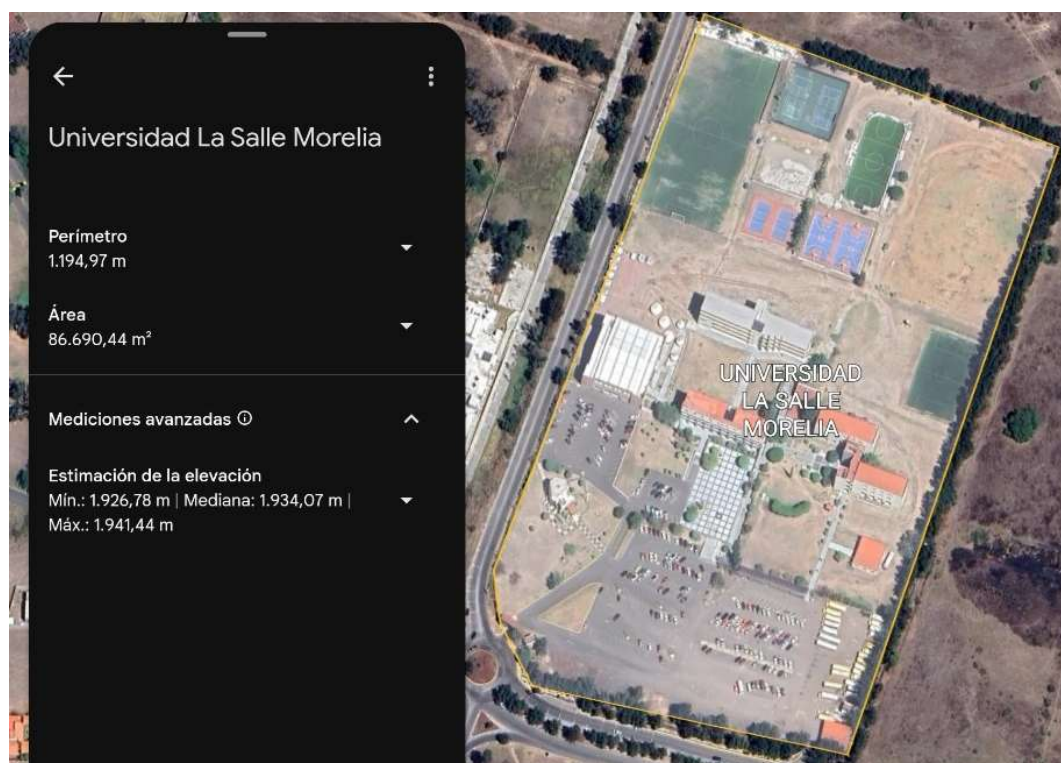 Universidad La Salle Morelia
Perímetro
1.194,97 m
Área
86.690,44 m²
Mediciones avanzadas
Estimación de la elevación
Mín.: 1.926,78 m | Mediana: 1.934,07 m |
Máx.: 1.941,44 m
UNIVERSIDAD
LA SALLE
MORELIA